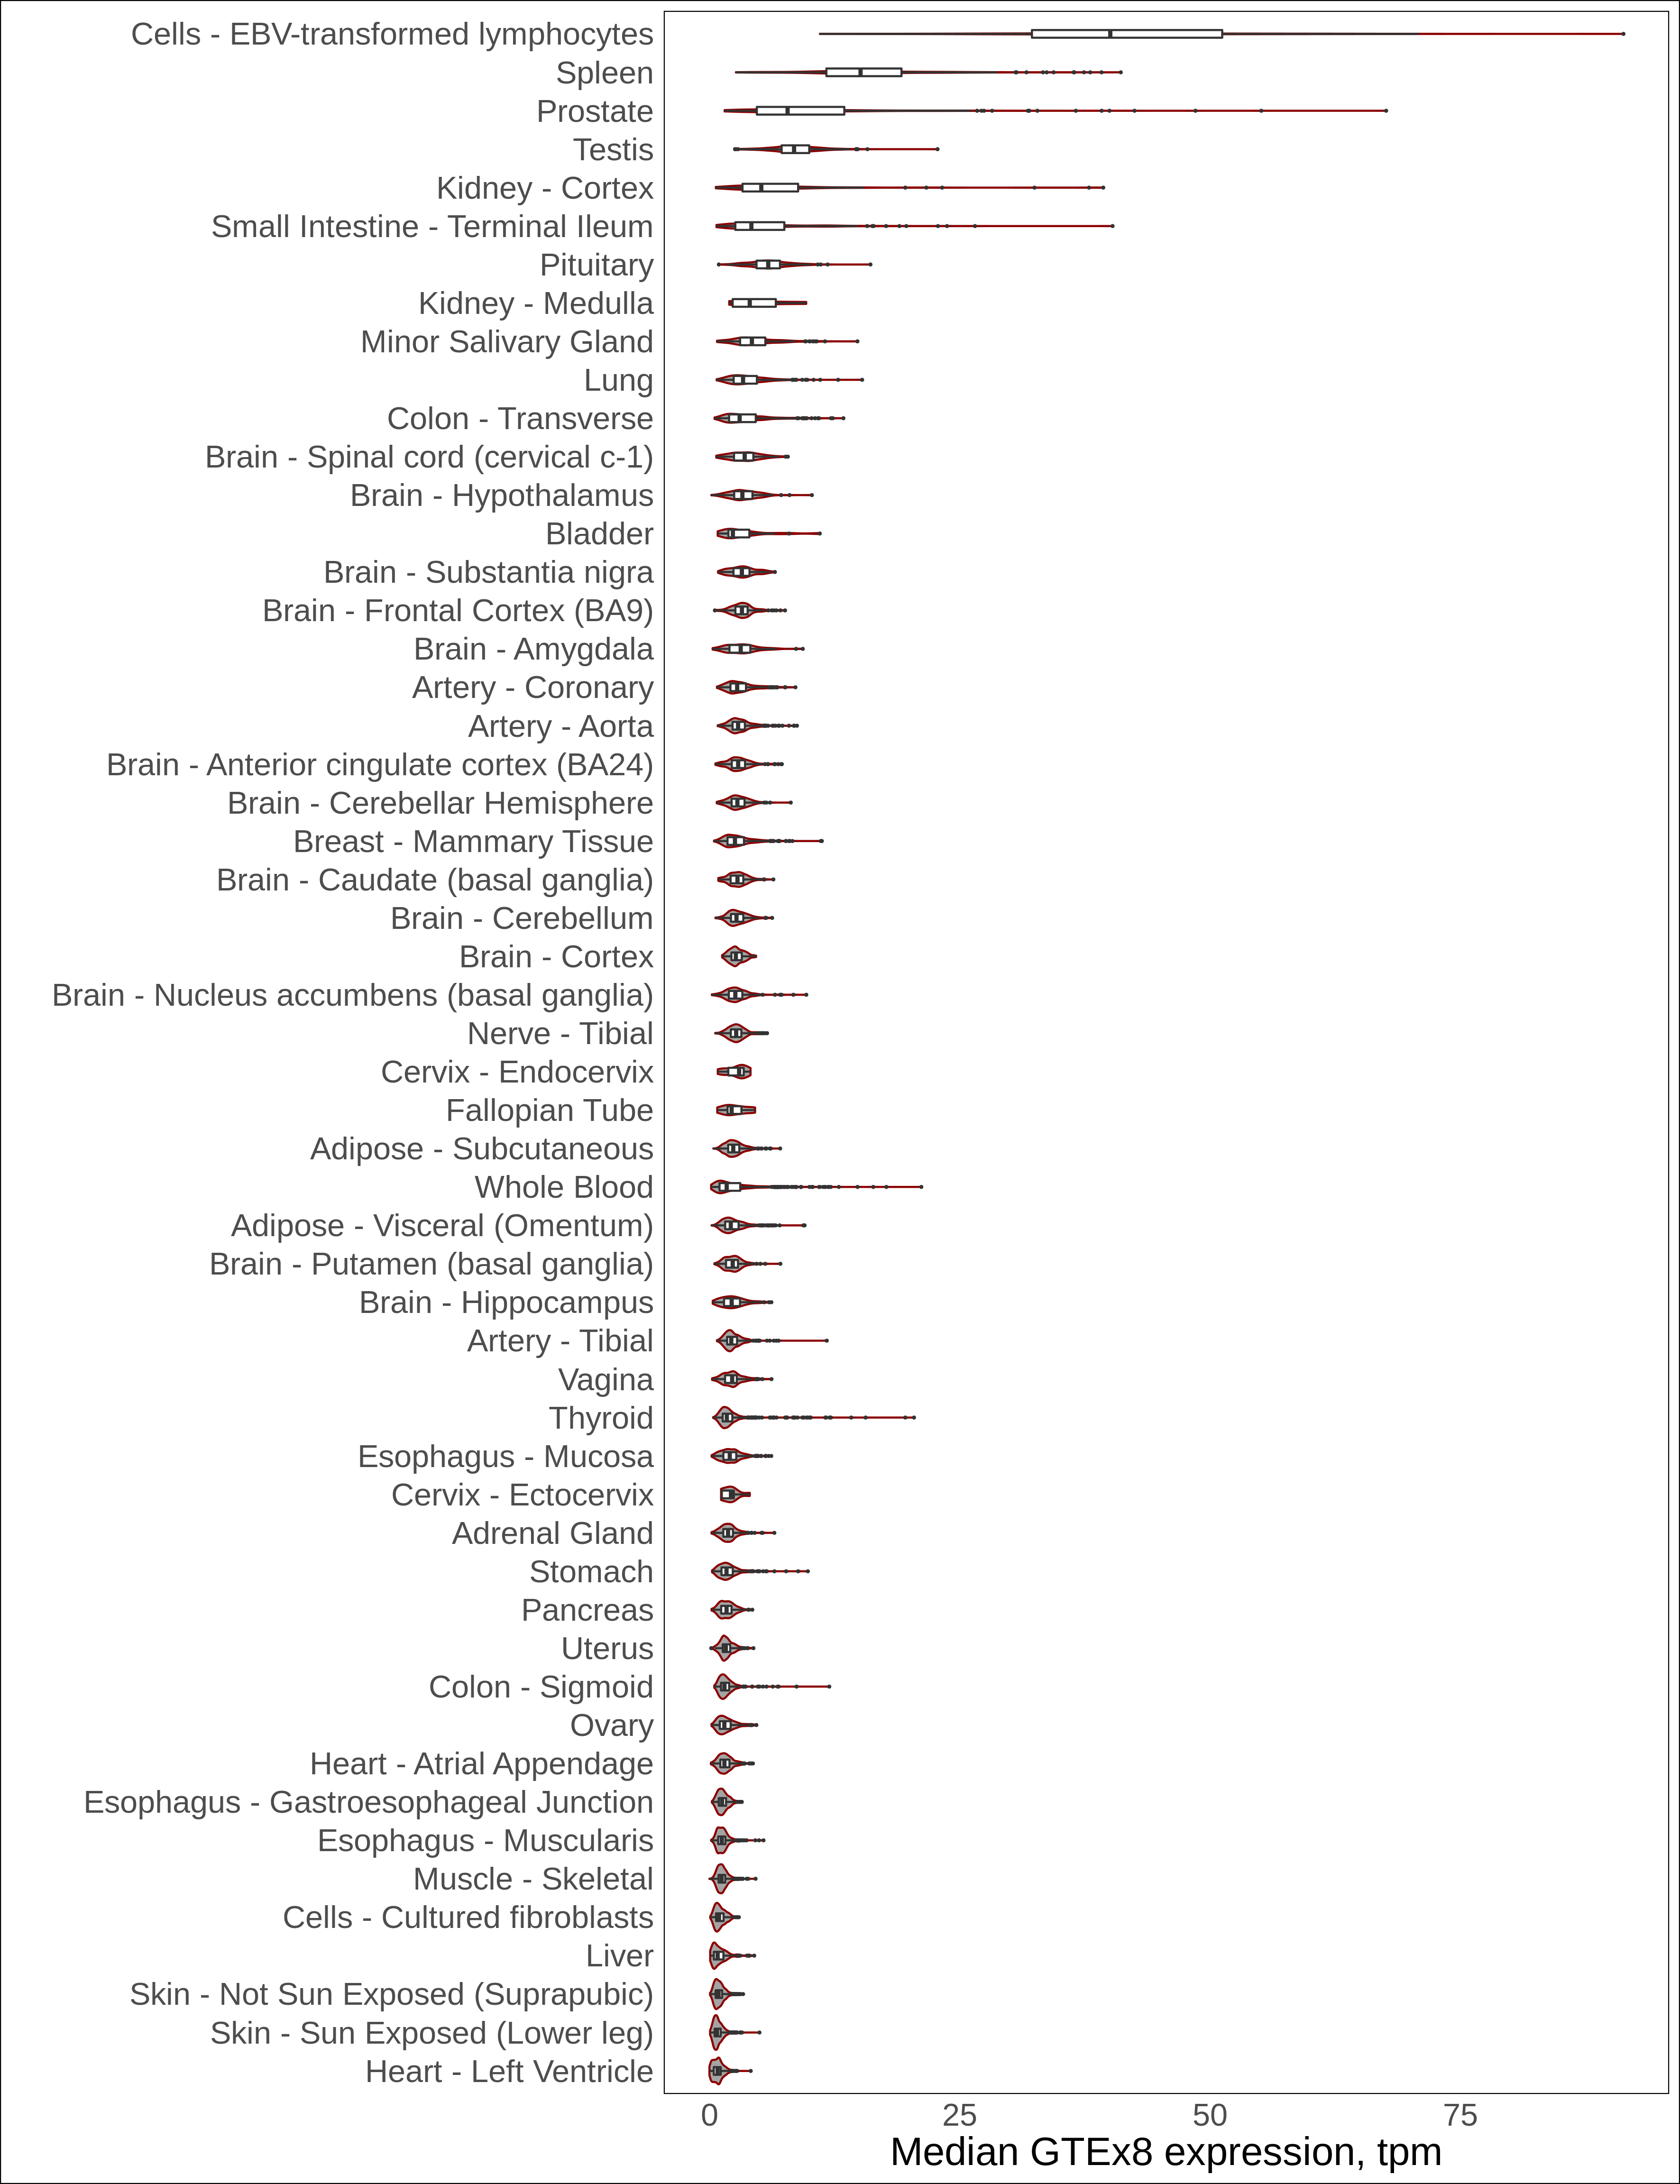 Cells - EBV-transformed lymphocytes
Spleen
Prostate
Testis
Kidney - Cortex
Small Intestine - Terminal Ileum
Pituitary
Kidney - Medulla
Minor Salivary Gland
Lung
Colon - Transverse
Brain - Spinal cord (cervical c-1)
Brain - Hypothalamus
Bladder
Brain - Substantia nigra
Brain - Frontal Cortex (BA9)
Brain - Amygdala
Artery - Coronary
Artery - Aorta
Brain - Anterior cingulate cortex (BA24)
Brain - Cerebellar Hemisphere
Breast - Mammary Tissue
Brain - Caudate (basal ganglia)
Brain - Cerebellum
Brain - Cortex
Brain - Nucleus accumbens (basal ganglia)
Nerve - Tibial
Cervix - Endocervix
Fallopian Tube
Adipose - Subcutaneous
Whole Blood
Adipose - Visceral (Omentum)
Brain - Putamen (basal ganglia)
Brain - Hippocampus
Artery - Tibial
Vagina
Thyroid
Esophagus - Mucosa
Cervix - Ectocervix
Adrenal Gland
Stomach
Pancreas
Uterus
Colon - Sigmoid
Ovary
Heart - Atrial Appendage
Esophagus - Gastroesophageal Junction
Esophagus - Muscularis
Muscle - Skeletal
Cells - Cultured fibroblasts
Liver
Skin - Not Sun Exposed (Suprapubic)
Skin - Sun Exposed (Lower leg)
Heart - Left Ventricle
0 25 50 75
Median GTEx8 expression, tpm